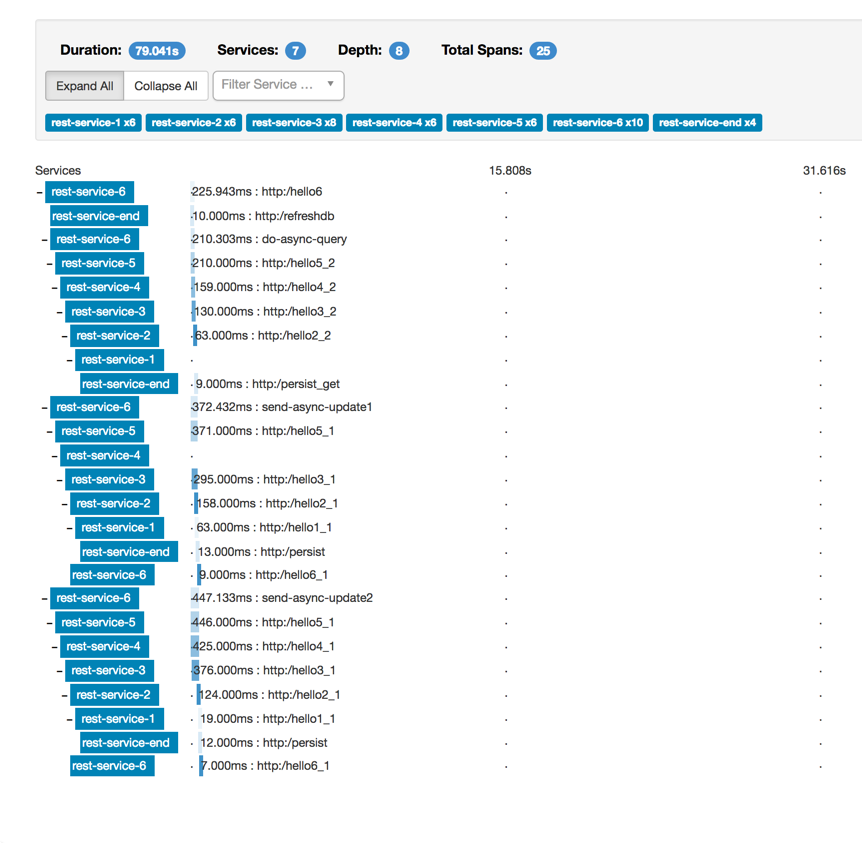 Duration: 79.041s Services: 7 Depth: 8 Total Spans: 25
Expand All Collapse All Filter Service ...
rest-service-1 x6 rest-service-2 x6 rest-service-3 x8 rest-service-4 x6 rest-service-5 x6 rest-service-6 x10 rest-service-end x4
Services 15.808s 31.616s
rest-service-6 225.943ms : http:/hello6
rest-service-end 10.000ms : http:/refreshdb
rest-service-6 210.303ms : do-async-query
rest-service-5 210.000ms : http:/hello5_2
rest-service-4 159.000ms : http:/hello4_2
rest-service-3 130.000ms : http:/hello3_2
rest-service-2 63.000ms : http:/hello2_2
rest-service-1
rest-service-end 9.000ms : http:/persist_get
rest-service-6 372.432ms : send-async-update1
rest-service-5 371.000ms : http:/hello5_1
rest-service-4
rest-service-3 295.000ms : http:/hello3_1
rest-service-2 158.000ms : http:/hello2_1
rest-service-1 63.000ms : http:/hello1_1
rest-service-end 13.000ms : http:/persist
rest-service-6 9.000ms : http:/hello6_1
rest-service-6 447.133ms : send-async-update2
rest-service-5 446.000ms : http:/hello5_1
rest-service-4 425.000ms : http:/hello4_1
rest-service-3 376.000ms : http:/hello3_1
rest-service-2 124.000ms : http:/hello2_1
rest-service-1 19.000ms : http:/hello1_1
rest-service-end 12.000ms : http:/persist
rest-service-6 7.000ms : http:/hello6_1